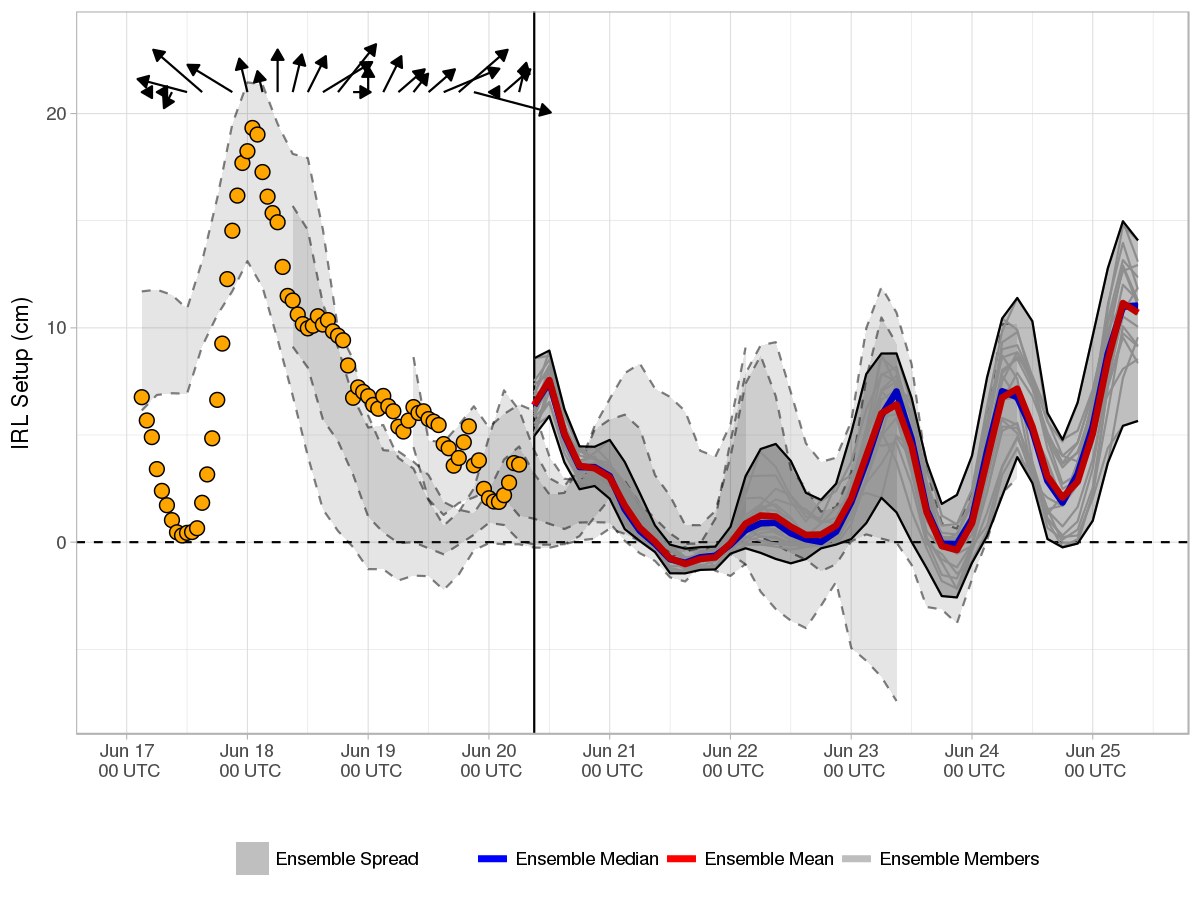 IRL Setup (cm)
20
10
0
Jun 17 Jun 18 Jun 19 Jun 20 Jun 21 Jun 22 Jun 23 Jun 24 Jun 25
00 UTC 00 UTC 00 UTC 00 UTC 00 UTC 00 UTC 00 UTC 00 UTC 00 UTC
Ensemble Spread Ensemble Median Ensemble Mean Ensemble Members